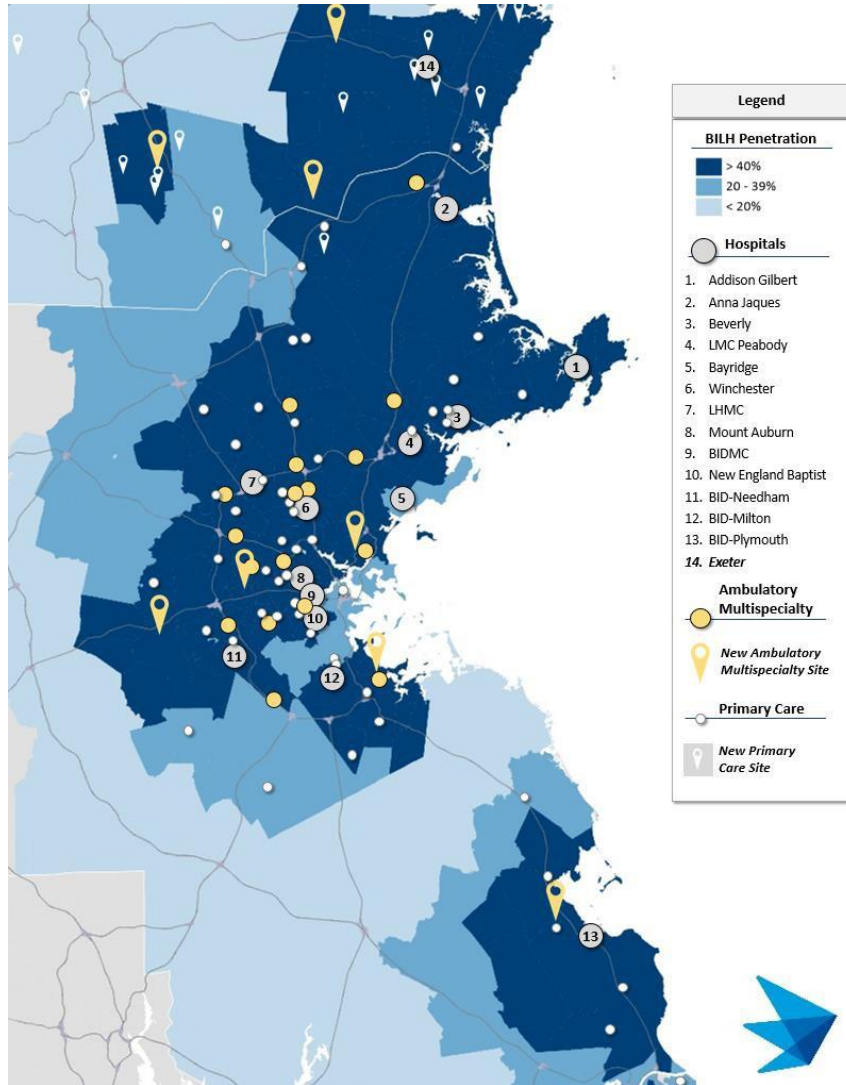 14
2
1
3
4
5
7
6
8
9
10
11
12
13
Legend
BILH Penetration
> 40%
20 - 39%
< 20%
Hospitals
1. Addison Gilbert
2. Anna Jaques
3. Beverly
4. LMC Peabody
5. Bayridge
6. Winchester
7. LHMC
8. Mount Auburn
9. BIDMC
10. New England Baptist
11. BID-Needham
12. BID-Milton
13. BID-Plymouth
14. Exeter
Ambulatory
Multispecialty
New Ambulatory
Multispecialty Site
Primary Care
New Primary
Care Site